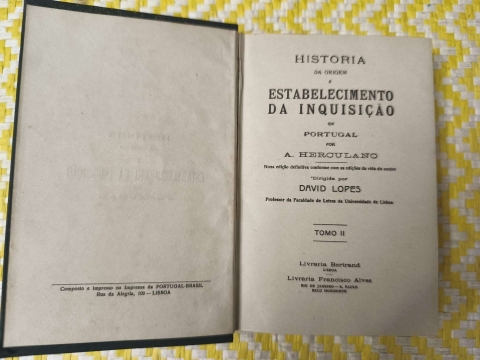 Composto e impresso na Imprensa de PORTUGAL-BRASIL
Rua da Alegria, 100 — LISBOA
HISTORIA
DA ORIGEM
E
ESTABELECIMENTO
DA INQUISIÇÃO
EM
PORTUGAL
POR
A. HERCULANO
Nova edição definitiva conforme com as edições da vida do auctor
Dirigida por
DAVID LOPES
Professor da Faculdade de Letras da Universidade de Lisboa
TOMO II
Livraria Bertrand
LISBOA
Livraria Francisco Alves
RIO DE JANEIRO — S. PAULO
BELO HORIZONTE